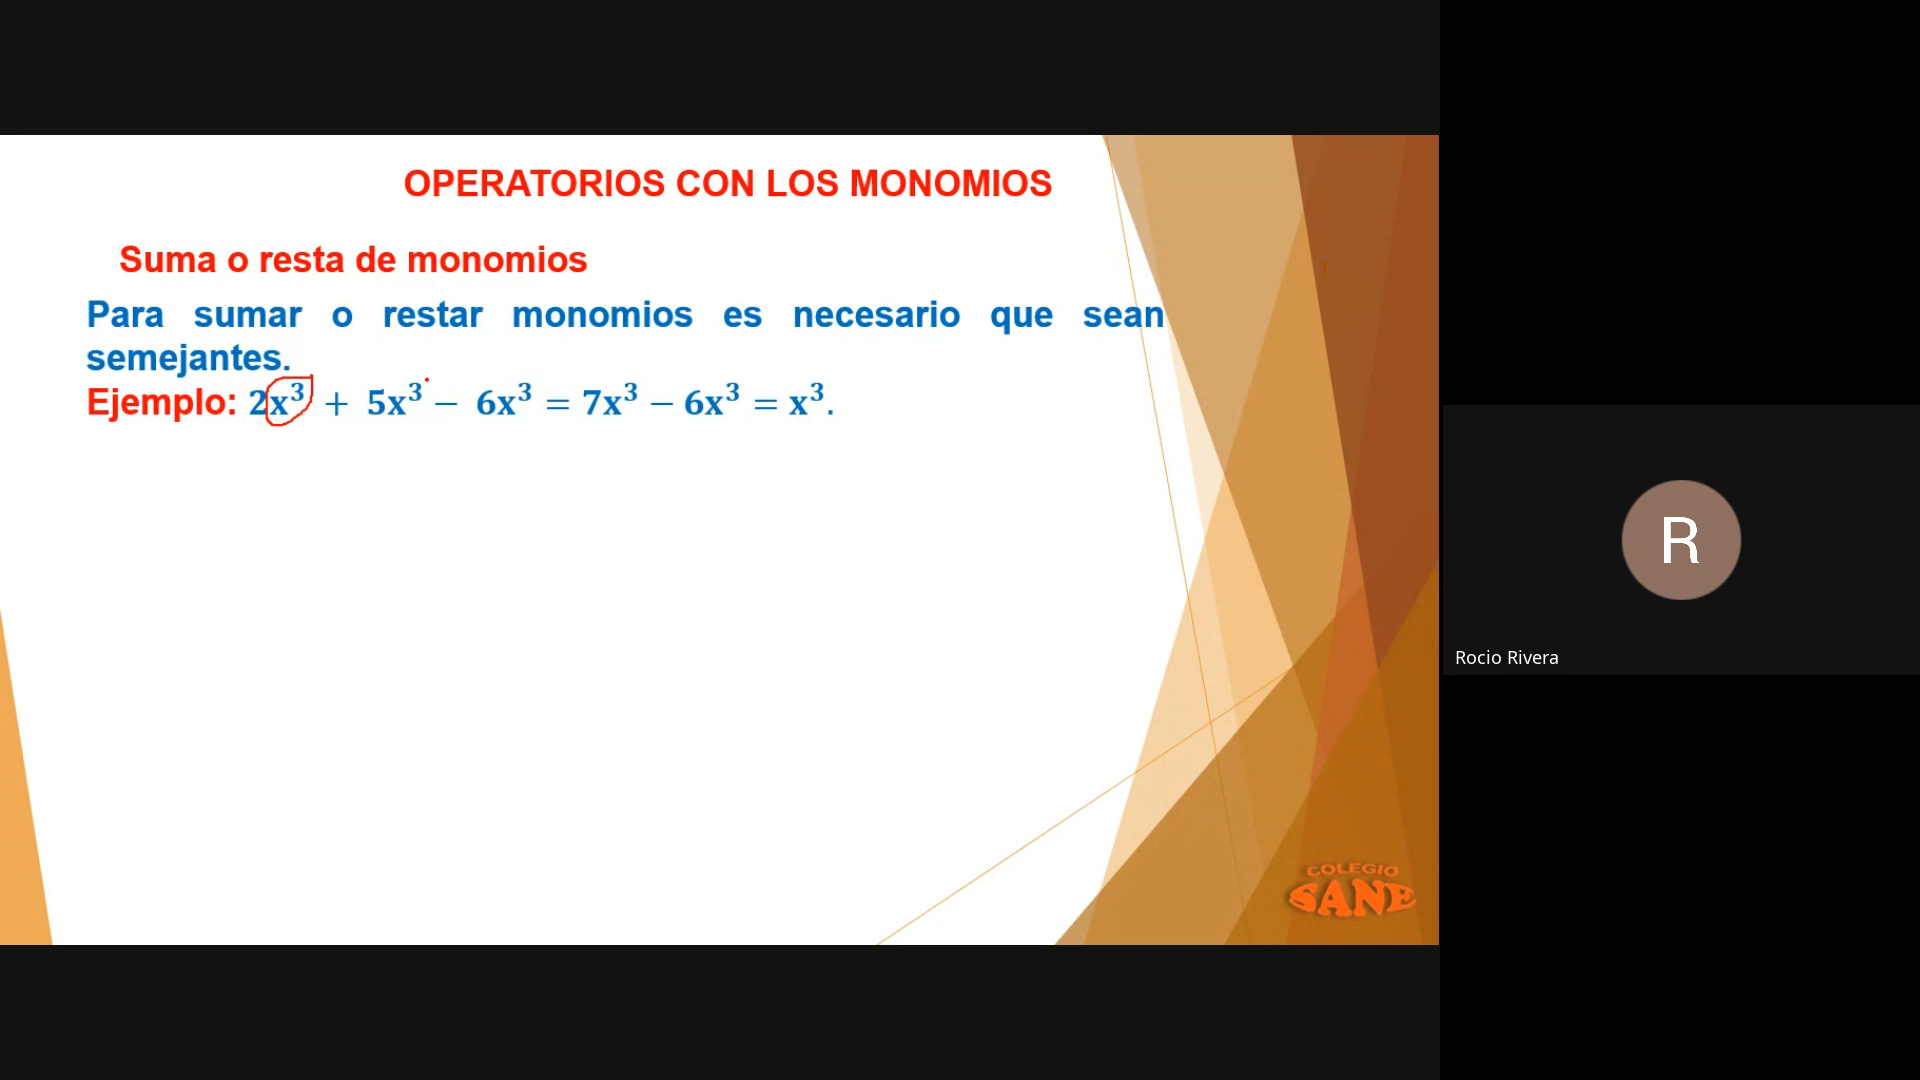 OPERATORIOS CON LOS MONOMIOS
Suma o resta de monomios
Para sumar o restar monomios es necesario que sean
semejantes.
Ejemplo: 2x³ + 5x³ − 6x³ = 7x³ − 6x³ = x³.
R
Rocio Rivera
COLEGIO
SANE